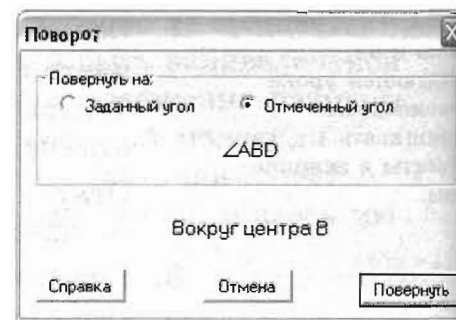 Поворот
Повернуть на:
Заданный угол
Отмеченный угол
∠ABD
Вокруг центра B
Справка
Отмена
Повернуть